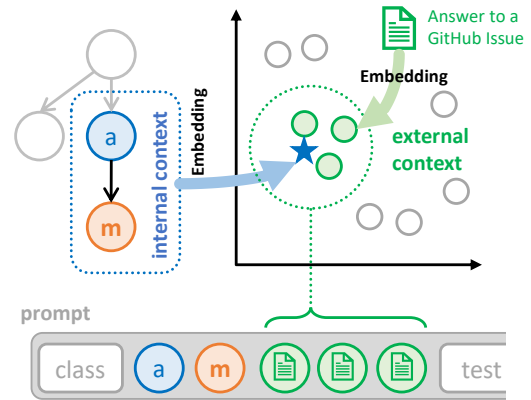 Answer to a
GitHub Issue
Embedding
Embedding
a
internal context
external
context
m
prompt
class
a
m
test